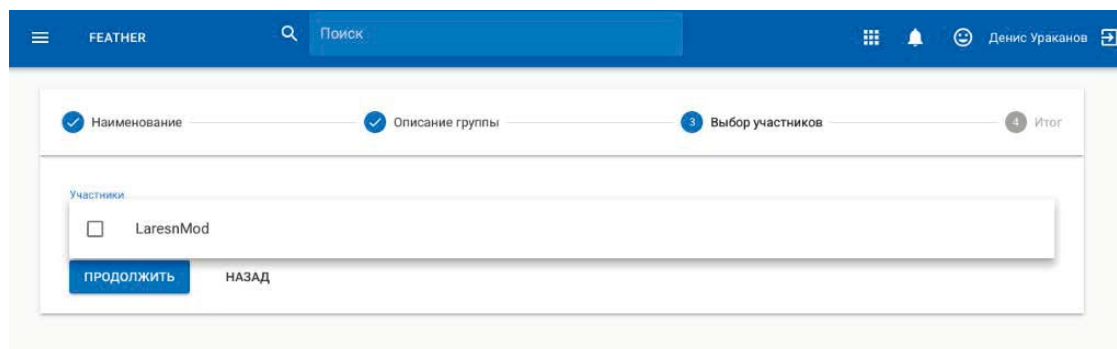 FEATHER
Поиск
Денис Ураканов
Наименование
Описание группы
3 Выбор участников
4 Итог
Участники
LaresnMod
ПРОДОЛЖИТЬ
НАЗАД